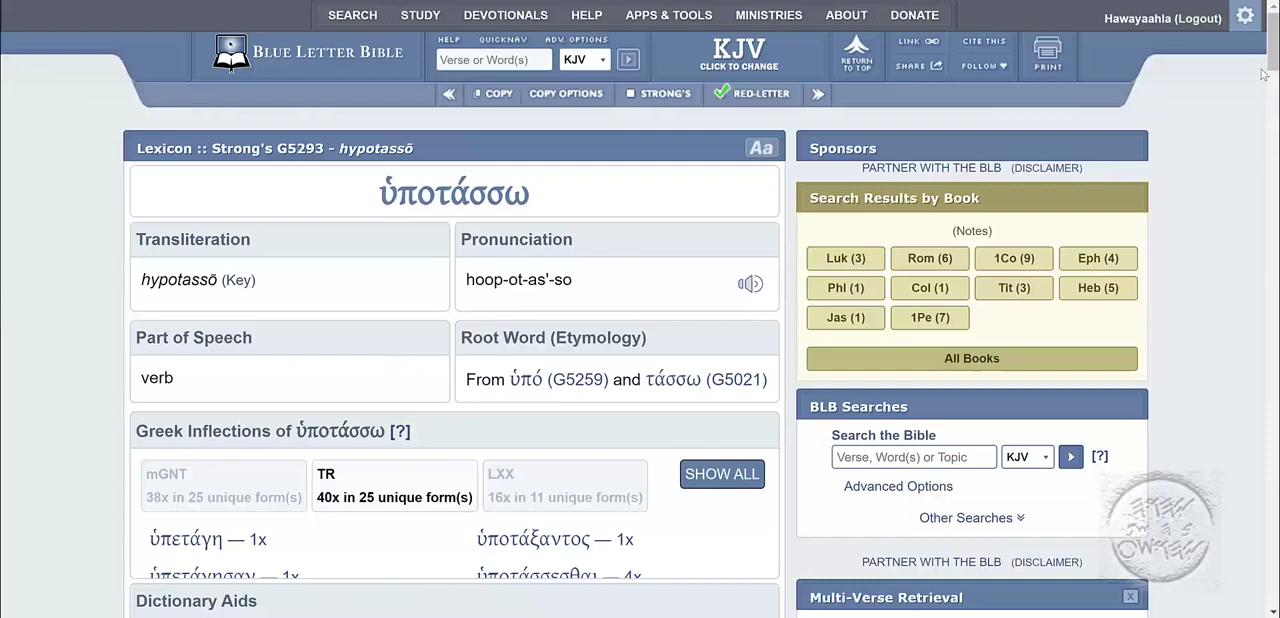 SEARCH STUDY DEVOTIONALS HELP APPS & TOOLS MINISTRIES ABOUT DONATE
Hawayaahla (Logout)
BLUE LETTER BIBLE
HELP QUICKNAV ADV. OPTIONS
Verse or Word(s) KJV
KJV
CLICK TO CHANGE
RETURN
TO TOP
LINK CITE THIS
SHARE FOLLOW
PRINT
COPY COPY OPTIONS STRONG'S RED-LETTER
Lexicon :: Strong's G5293 - hypotassō
Aa
ὑποτάσσω
Transliteration
hypotassō (Key)
Pronunciation
hoop-ot-as'-so
Part of Speech
verb
Root Word (Etymology)
From ὑπό (G5259) and τάσσω (G5021)
Greek Inflections of ὑποτάσσω [?]
mGNT
38x in 25 unique form(s)
TR
40x in 25 unique form(s)
LXX
16x in 11 unique form(s)
SHOW ALL
ὑπετάγη — 1x ὑποτάξαντος — 1x
ὑπετάγησαν — 1x ὑποτάσσεσθαι — 4x
Dictionary Aids
Sponsors
PARTNER WITH THE BLB (DISCLAIMER)
Search Results by Book
(Notes)
Luk (3) Rom (6) 1Co (9) Eph (4)
Phl (1) Col (1) Tit (3) Heb (5)
Jas (1) 1Pe (7)
All Books
BLB Searches
Search the Bible
Verse, Word(s) or Topic KJV [?]
Advanced Options
Other Searches
PARTNER WITH THE BLB (DISCLAIMER)
Multi-Verse Retrieval
x